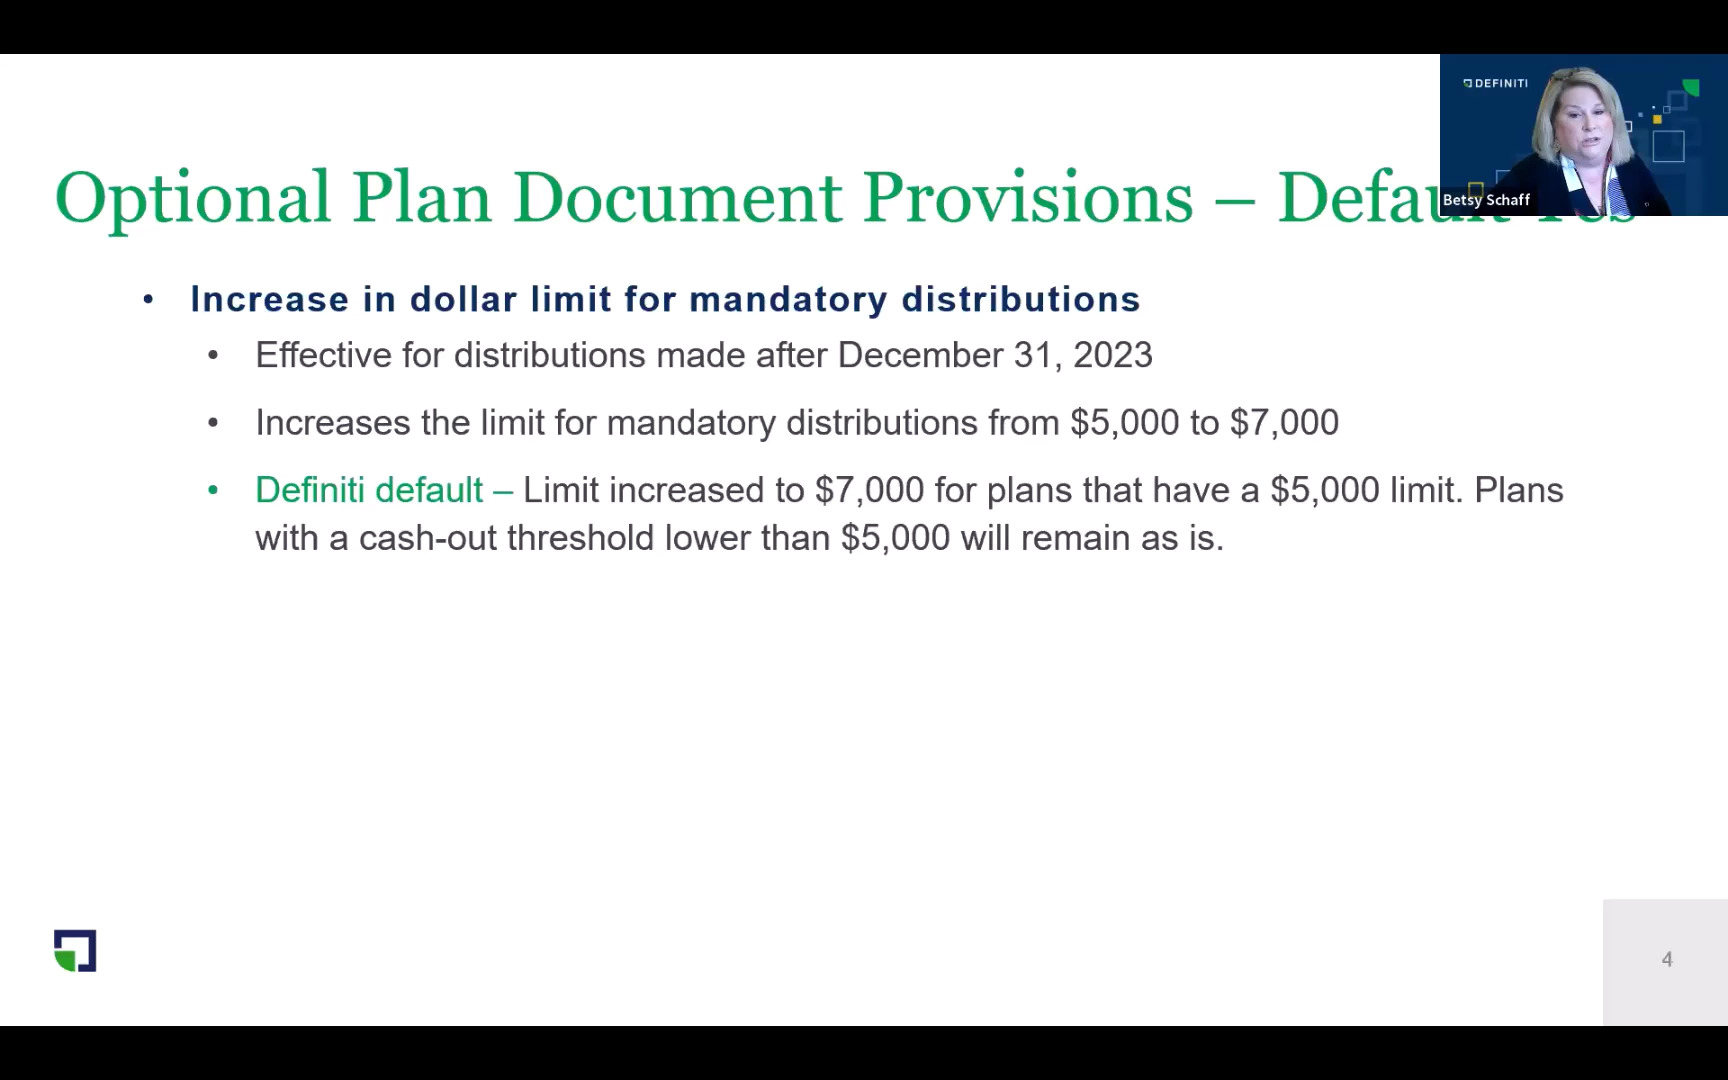 DEFINITI
Betsy Schaff
Optional Plan Document Provisions –
• Increase in dollar limit for mandatory distributions
• Effective for distributions made after December 31, 2023
• Increases the limit for mandatory distributions from $5,000 to $7,000
• Definiti default – Limit increased to $7,000 for plans that have a $5,000 limit. Plans
with a cash-out threshold lower than $5,000 will remain as is.
4